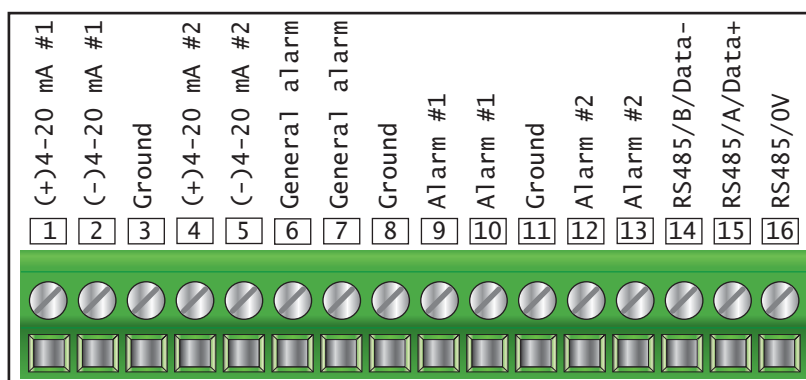 (+)4-20 mA #1
(-)4-20 mA #1
Ground
(+)4-20 mA #2
(-)4-20 mA #2
General alarm
General alarm
Ground
Alarm #1
Alarm #1
Ground
Alarm #2
Alarm #2
RS485/B/Data-
RS485/A/Data+
RS485/0V
1 2 3 4 5 6 7 8 9 10 11 12 13 14 15 16